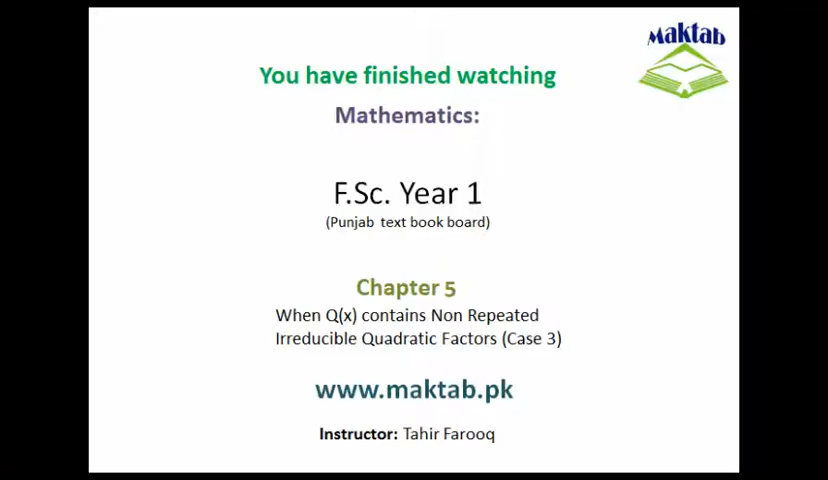 Maktab
You have finished watching
Mathematics:
F.Sc. Year 1
(Punjab text book board)
Chapter 5
When Q(x) contains Non Repeated
Irreducible Quadratic Factors (Case 3)
www.maktab.pk
Instructor: Tahir Farooq